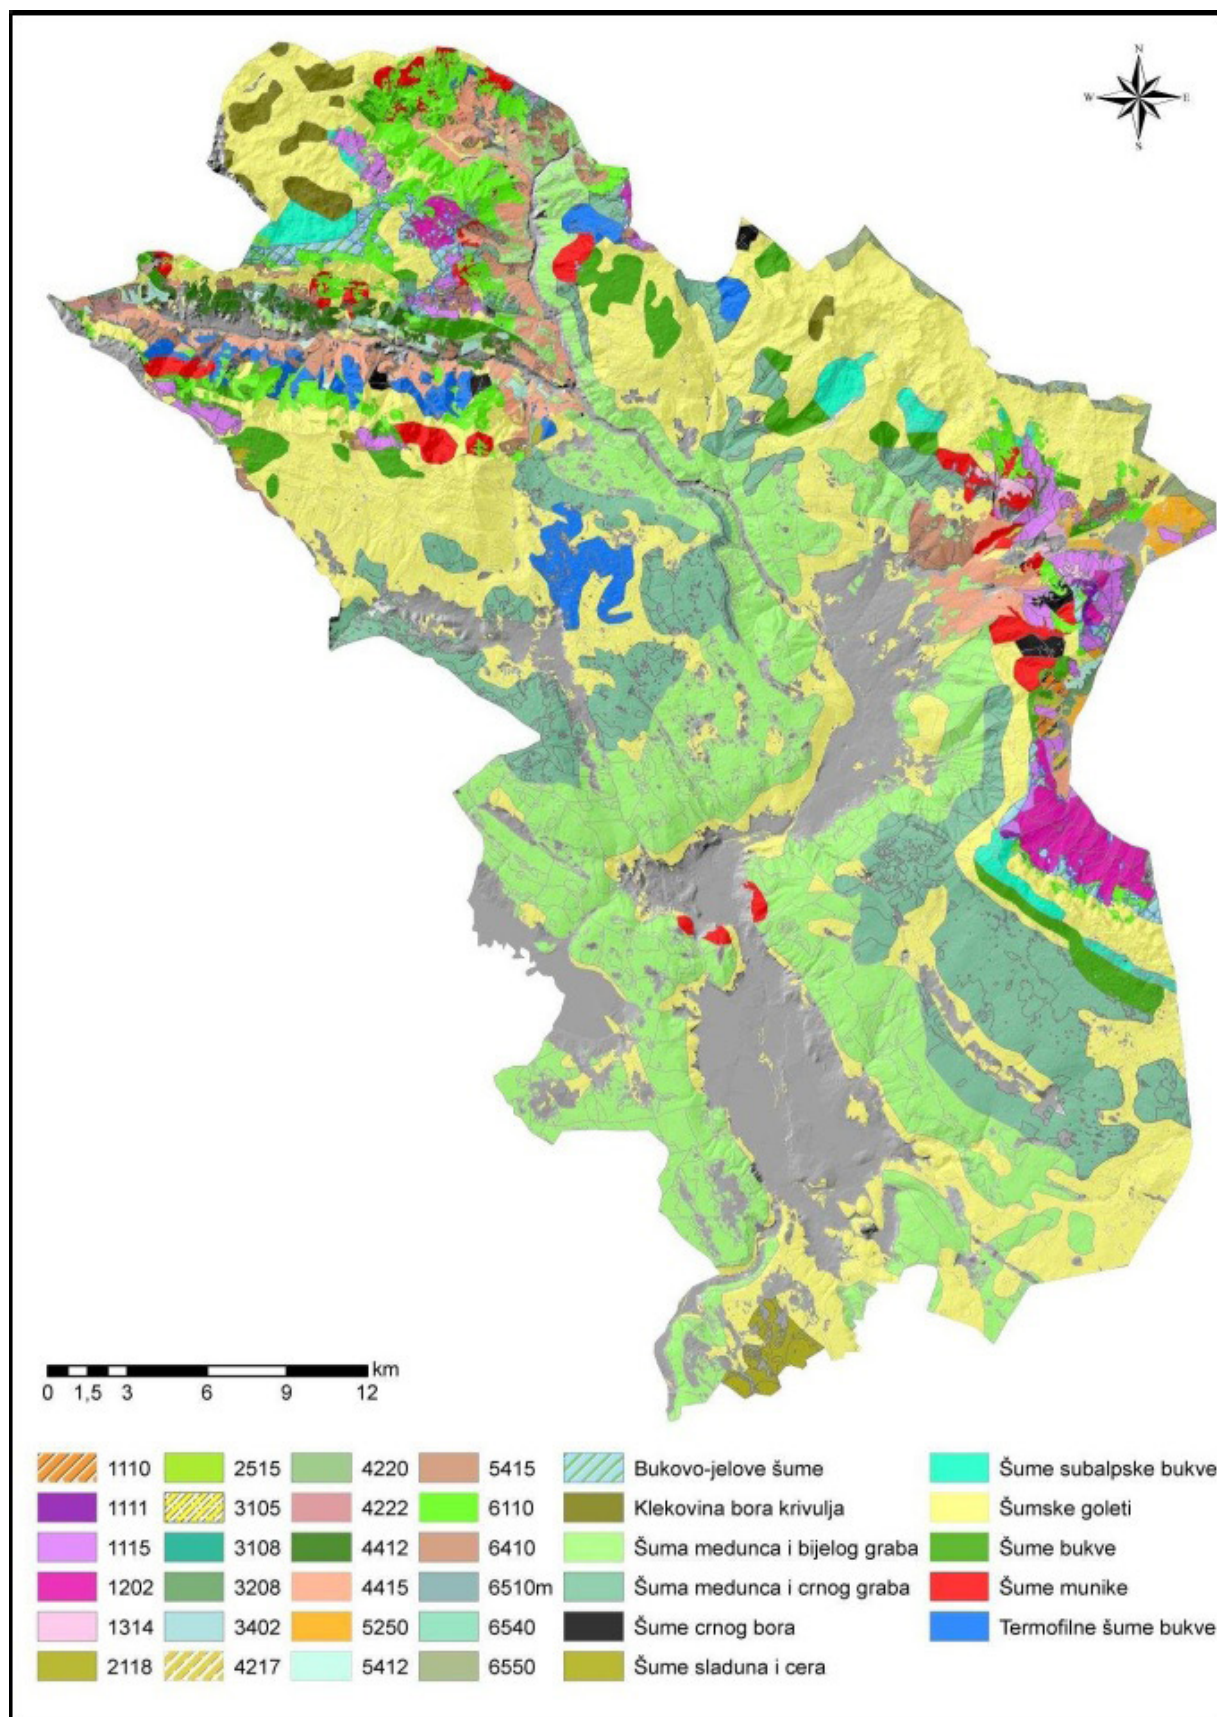 N
W E
S
km
0 1,5 3 6 9 12
1110 2515 4220 5415 Bukovo-jelove šume Šume subalpske bukve
1111 3105 4222 6110 Klekovina bora krivulja Šumske goleti
1115 3108 4412 6410 Šuma medunca i bijelog graba Šume bukve
1202 3208 4415 6510m Šuma medunca i crnog graba Šume munike
1314 3402 5250 6540 Šume crnog bora Termofilne šume bukve
2118 4217 5412 6550 Šume sladuna i cera